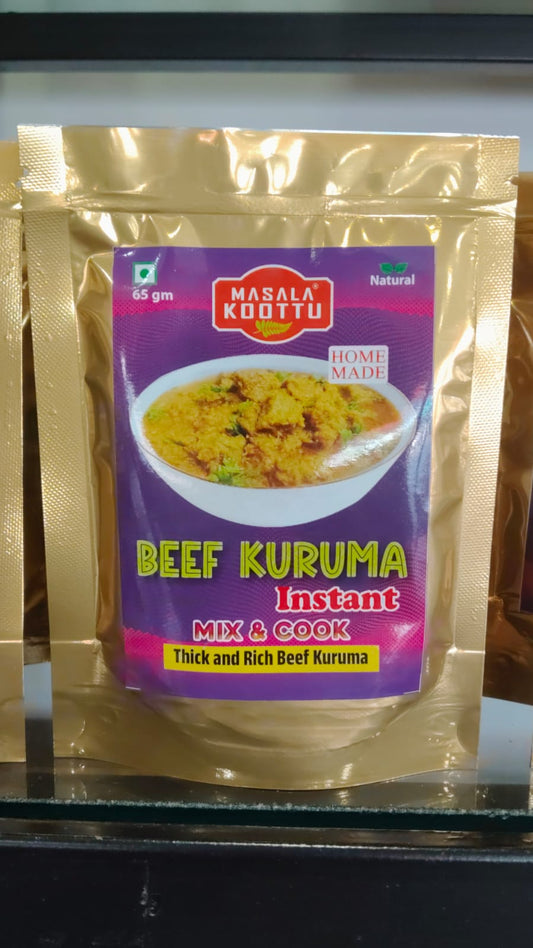 65 gm
MASALA®
KOOTTU
Natural
HOME
MADE
BEEF KURUMA
Instant
MIX & COOK
Thick and Rich Beef Kuruma